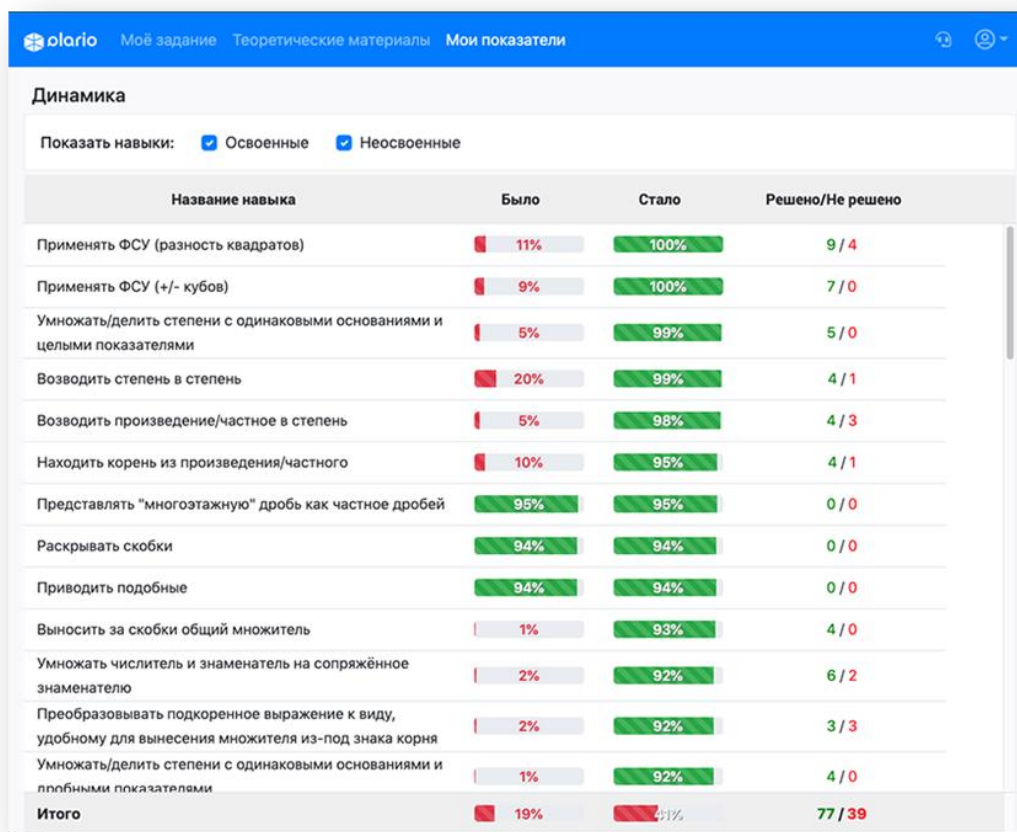 plario Моё задание Теоретические материалы Мои показатели
Динамика
Показать навыки: Освоенные Неосвоенные
Название навыка Было Стало Решено/Не решено
Применять ФСУ (разность квадратов) 11% 100% 9 / 4
Применять ФСУ (+/- кубов) 9% 100% 7 / 0
Умножать/делить степени с одинаковыми основаниями и
целыми показателями 5% 99% 5 / 0
Возводить степень в степень 20% 99% 4 / 1
Возводить произведение/частное в степень 5% 98% 4 / 3
Находить корень из произведения/частного 10% 95% 4 / 1
Представлять "многоэтажную" дробь как частное дробей 95% 95% 0 / 0
Раскрывать скобки 94% 94% 0 / 0
Приводить подобные 94% 94% 0 / 0
Выносить за скобки общий множитель 1% 93% 4 / 0
Умножать числитель и знаменатель на сопряжённое
знаменателю 2% 92% 6 / 2
Преобразовывать подкоренное выражение к виду,
удобному для вынесения множителя из-под знака корня 2% 92% 3 / 3
Умножать/делить степени с одинаковыми основаниями и
дробными показателями 1% 92% 4 / 0
Итого 19% 41% 77 / 39